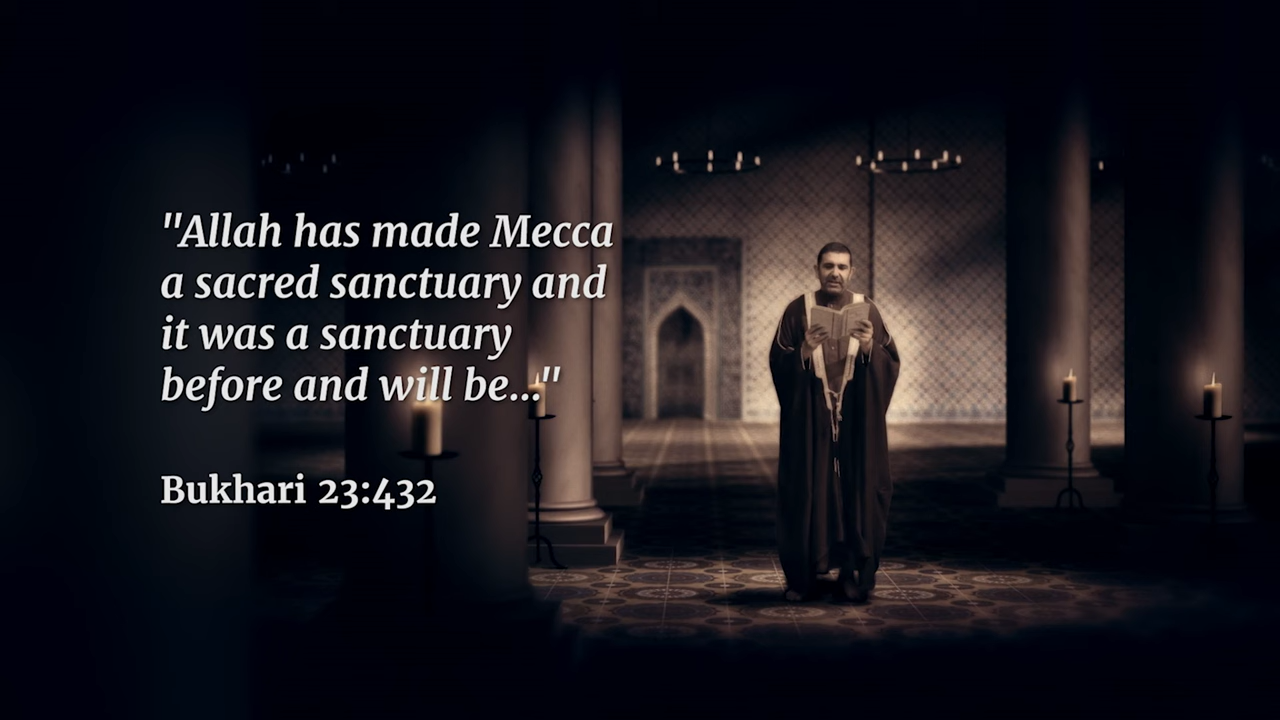 "Allah has made Mecca
a sacred sanctuary and
it was a sanctuary
before and will be..."
Bukhari 23:432